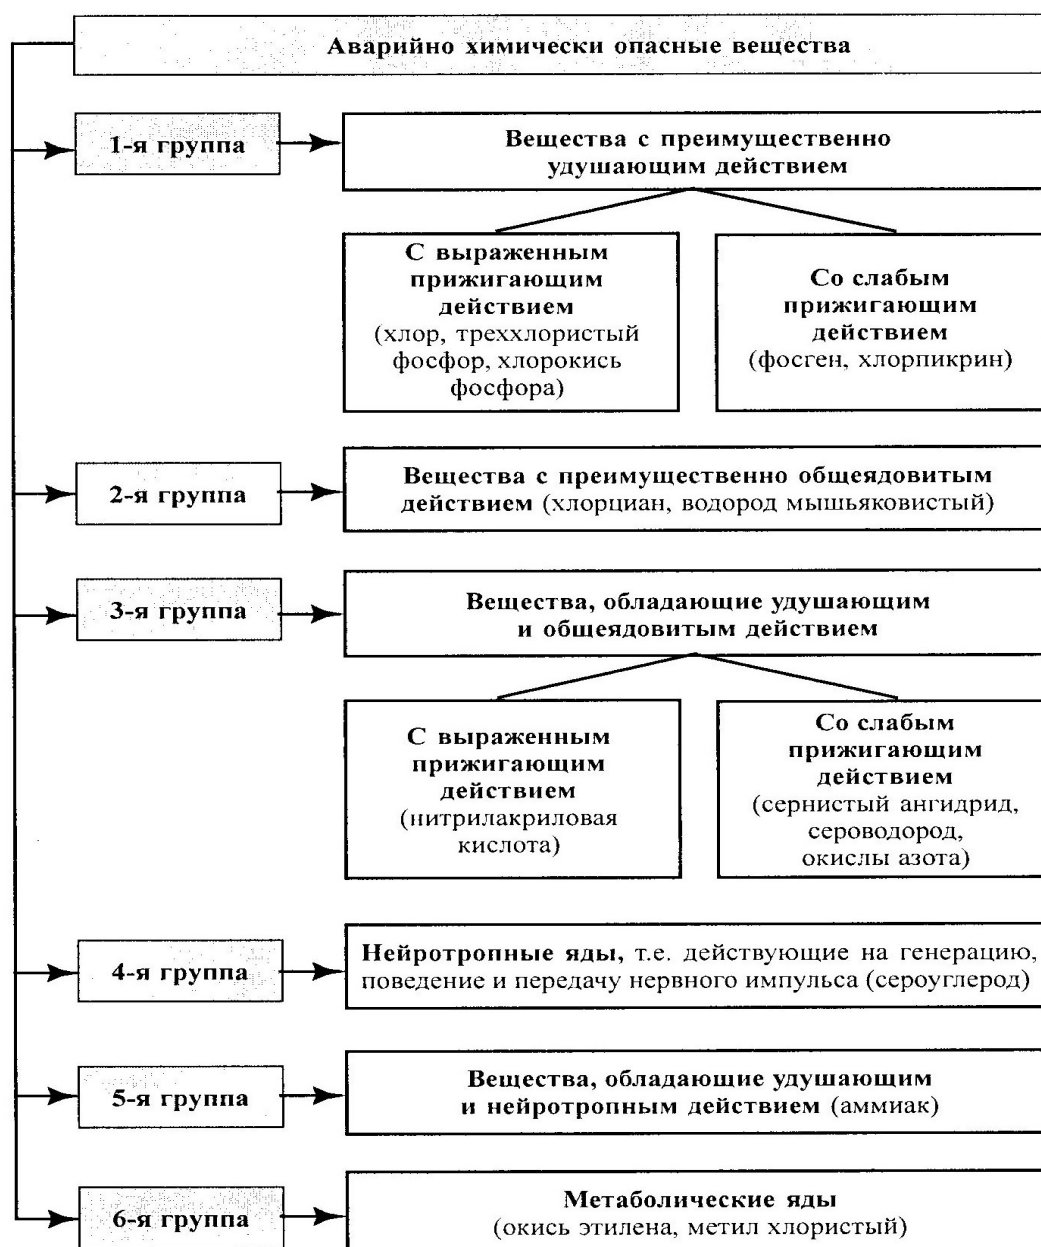 Аварийно химически опасные вещества
1-я группа
Вещества с преимущественно
удушающим действием
С выраженным
прижигающим
действием
(хлор, треххлористый
фосфор, хлорокись
фосфора)
Со слабым
прижигающим
действием
(фосген, хлорпикрин)
2-я группа
Вещества с преимущественно общеядовитым
действием (хлорциан, водород мышьяковистый)
3-я группа
Вещества, обладающие удушающим
и общеядовитым действием
С выраженным
прижигающим
действием
(нитрилакриловая
кислота)
Со слабым
прижигающим
действием
(сернистый ангидрид,
сероводород,
окислы азота)
4-я группа
Нейротропные яды, т.е. действующие на генерацию,
поведение и передачу нервного импульса (сероуглерод)
5-я группа
Вещества, обладающие удушающим
и нейротропным действием (аммиак)
6-я группа
Метаболические яды
(окись этилена, метил хлористый)